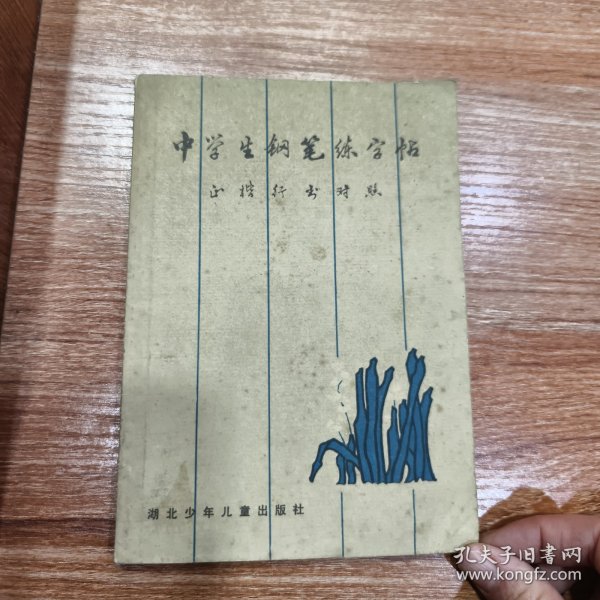 中学生钢笔练字帖
正楷行书对照
湖北少年儿童出版社
孔夫子旧书网
www.kongfz.com